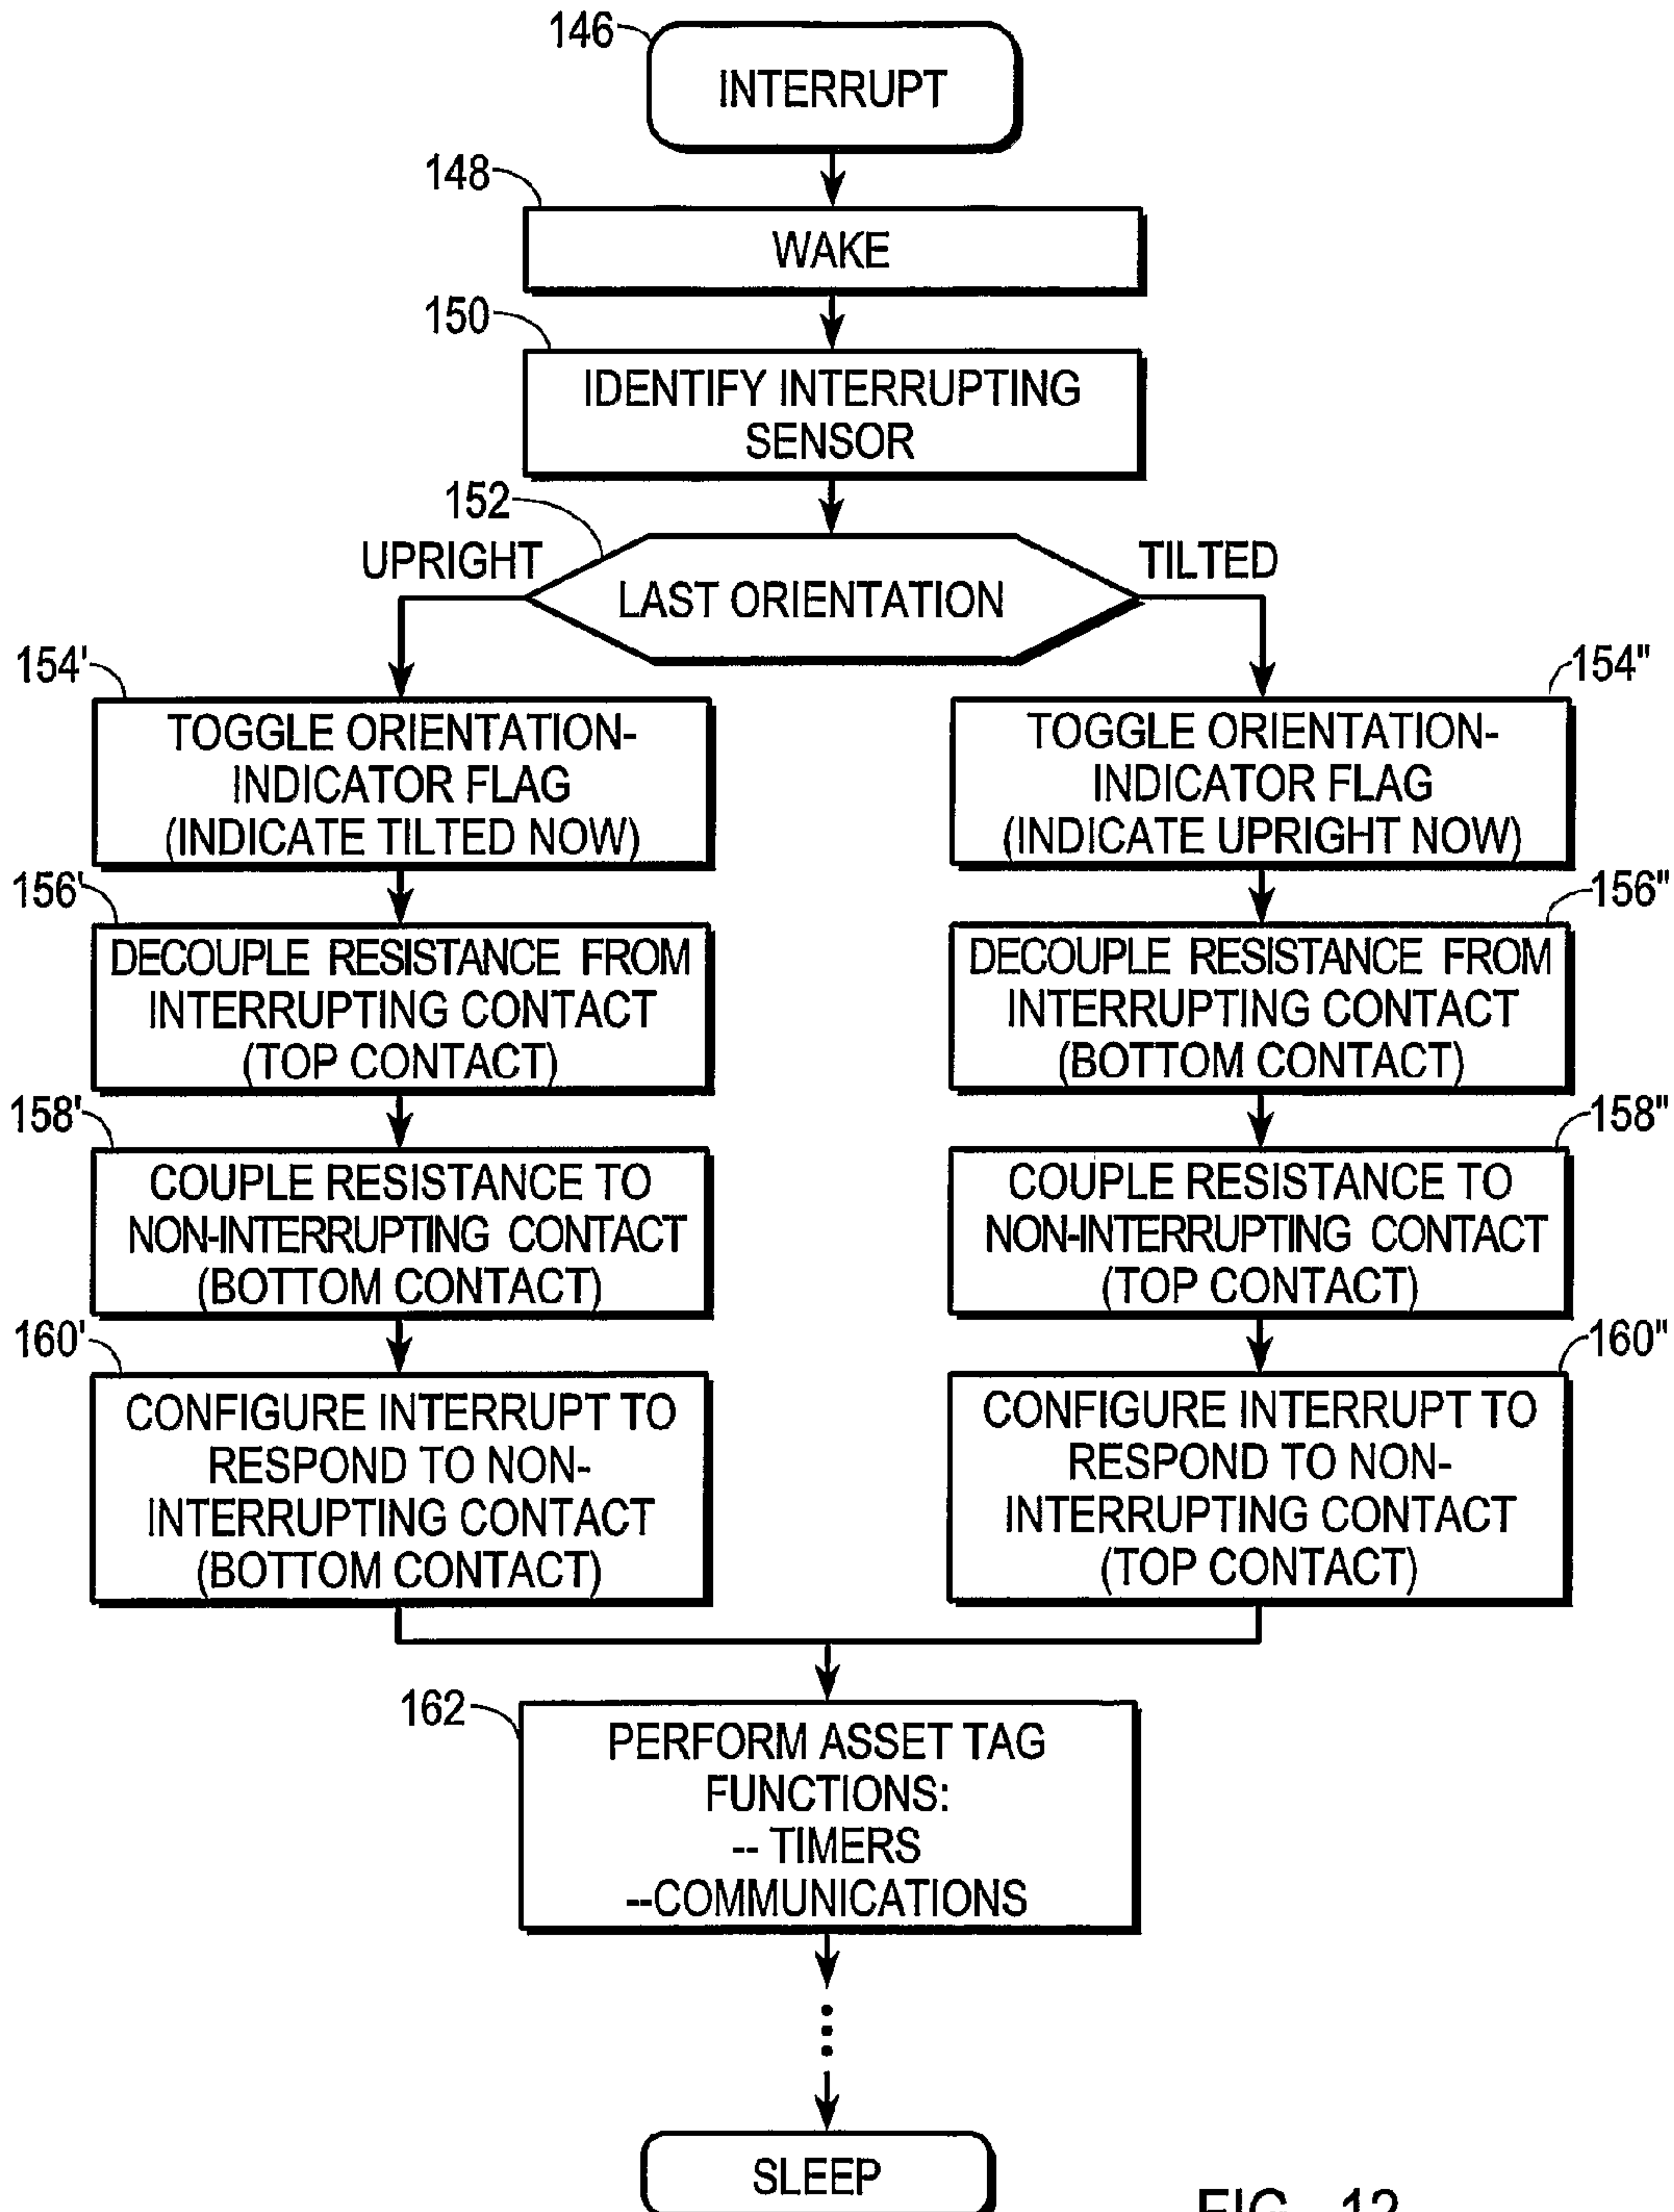 146
INTERRUPT
148
WAKE
150
IDENTIFY INTERRUPTING
SENSOR
152
UPRIGHT
TILTED
LAST ORIENTATION
154'
TOGGLE ORIENTATION-
INDICATOR FLAG
(INDICATE TILTED NOW)
154"
TOGGLE ORIENTATION-
INDICATOR FLAG
(INDICATE UPRIGHT NOW)
156'
DECOUPLE RESISTANCE FROM
INTERRUPTING CONTACT
(TOP CONTACT)
156"
DECOUPLE RESISTANCE FROM
INTERRUPTING CONTACT
(BOTTOM CONTACT)
158'
COUPLE RESISTANCE TO
NON-INTERRUPTING CONTACT
(BOTTOM CONTACT)
158"
COUPLE RESISTANCE TO
NON-INTERRUPTING CONTACT
(TOP CONTACT)
160'
CONFIGURE INTERRUPT TO
RESPOND TO NON-
INTERRUPTING CONTACT
(BOTTOM CONTACT)
160"
CONFIGURE INTERRUPT TO
RESPOND TO NON-
INTERRUPTING CONTACT
(TOP CONTACT)
162
PERFORM ASSET TAG
FUNCTIONS:
-- TIMERS
--COMMUNICATIONS
SLEEP
FIG. 12